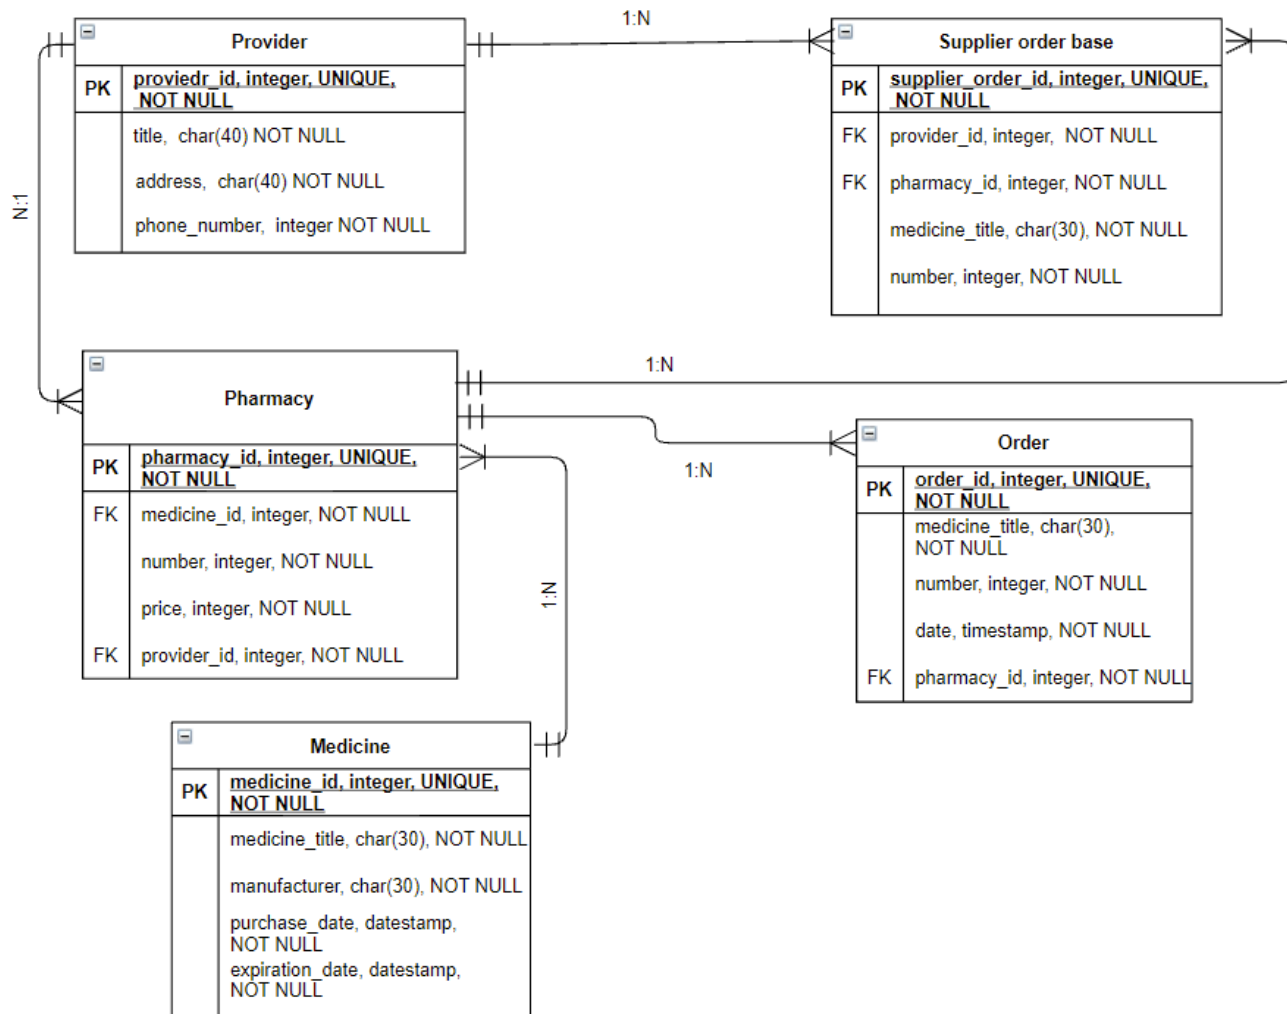 1:N
Provider
PK
proviedr_id, integer, UNIQUE,
NOT NULL
title, char(40) NOT NULL
address, char(40) NOT NULL
phone_number, integer NOT NULL
Supplier order base
PK
supplier_order_id, integer, UNIQUE,
NOT NULL
FK
provider_id, integer, NOT NULL
FK
pharmacy_id, integer, NOT NULL
medicine_title, char(30), NOT NULL
number, integer, NOT NULL
N:1
1:N
Pharmacy
PK
pharmacy_id, integer, UNIQUE,
NOT NULL
FK
medicine_id, integer, NOT NULL
number, integer, NOT NULL
price, integer, NOT NULL
FK
provider_id, integer, NOT NULL
1:N
1:N
Order
PK
order_id, integer, UNIQUE,
NOT NULL
medicine_title, char(30),
NOT NULL
number, integer, NOT NULL
date, timestamp, NOT NULL
FK
pharmacy_id, integer, NOT NULL
Medicine
PK
medicine_id, integer, UNIQUE,
NOT NULL
medicine_title, char(30), NOT NULL
manufacturer, char(30), NOT NULL
purchase_date, datestamp,
NOT NULL
expiration_date, datestamp,
NOT NULL